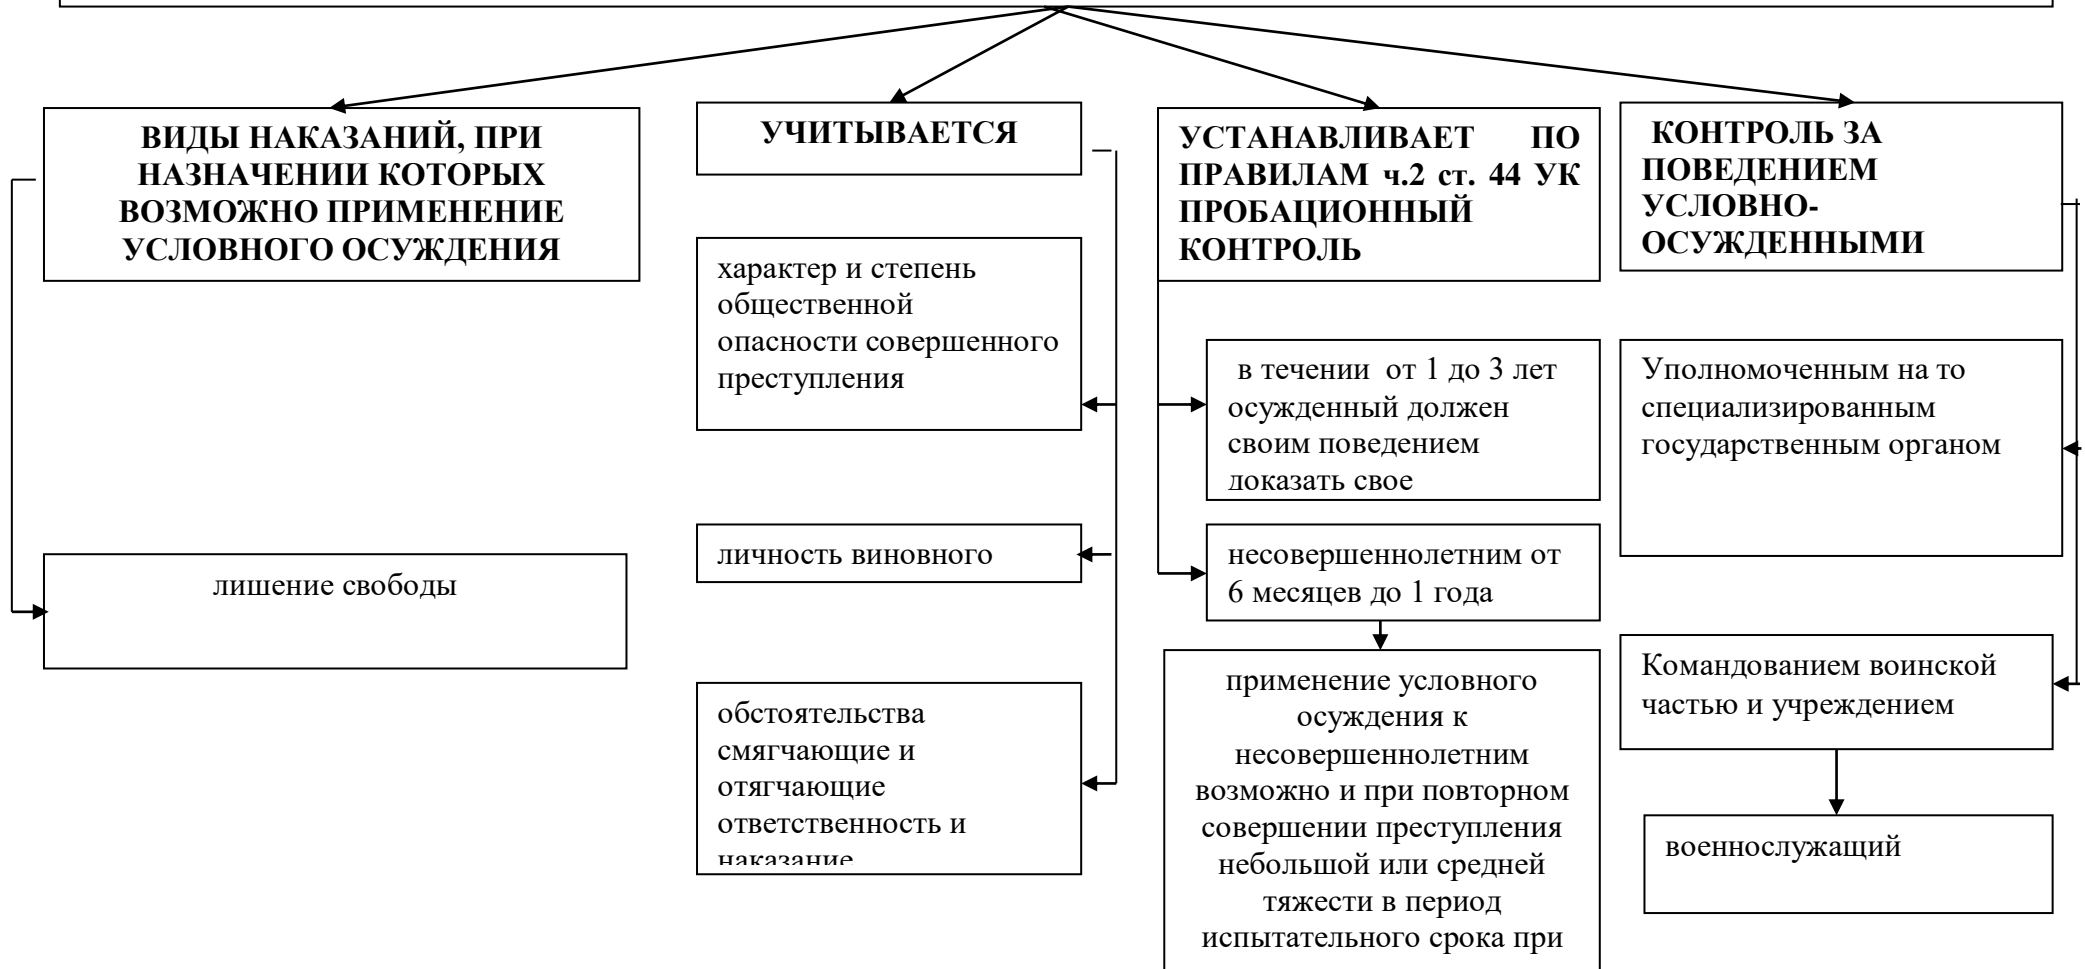 ВИДЫ НАКАЗАНИЙ, ПРИ
НАЗНАЧЕНИИ КОТОРЫХ
ВОЗМОЖНО ПРИМЕНЕНИЕ
УСЛОВНОГО ОСУЖДЕНИЯ
лишение свободы
УЧИТЫВАЕТСЯ
характер и степень
общественной
опасности совершенного
преступления
личность виновного
обстоятельства
смягчающие и
отягчающие
ответственность и
наказание
УСТАНАВЛИВАЕТ ПО
ПРАВИЛАМ ч.2 ст. 44 УК
ПРОБАЦИОННЫЙ
КОНТРОЛЬ
в течении от 1 до 3 лет
осужденный должен
своим поведением
доказать свое
несовершеннолетним от
6 месяцев до 1 года
применение условного
осуждения к
несовершеннолетним
возможно и при повторном
совершении преступления
небольшой или средней
тяжести в период
испытательного срока при
КОНТРОЛЬ ЗА
ПОВЕДЕНИЕМ
УСЛОВНО-
ОСУЖДЕННЫМИ
Уполномоченным на то
специализированным
государственным органом
Командованием воинской
частью и учреждением
военнослужащий